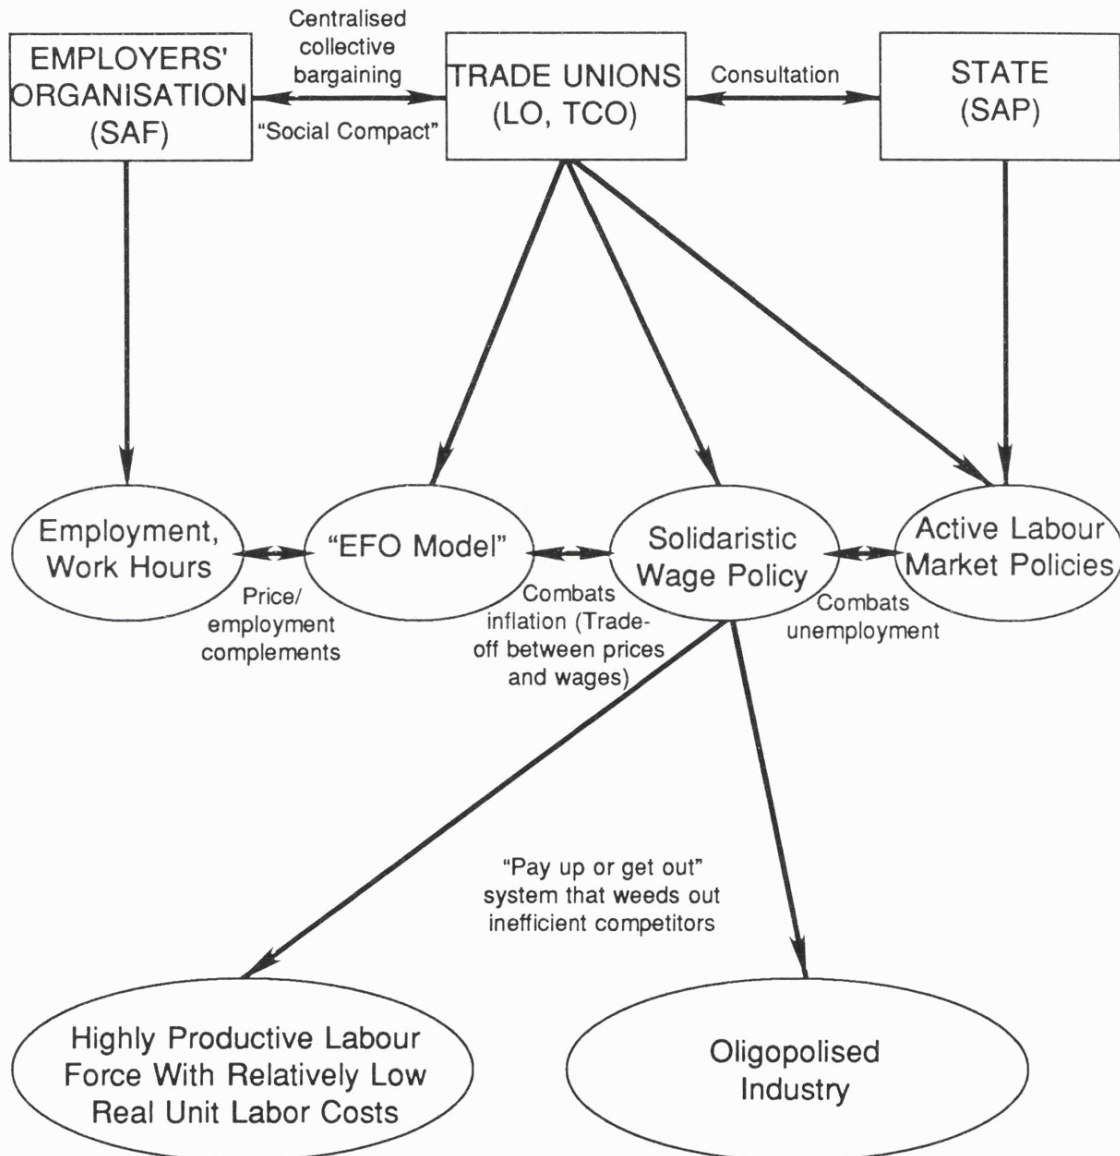 Centralised
collective
bargaining
EMPLOYERS'
ORGANISATION
(SAF)
"Social Compact"
TRADE UNIONS
(LO, TCO)
Consultation
STATE
(SAP)
Employment,
Work Hours
Price/
employment
complements
"EFO Model"
Combats
inflation (Trade-
off between prices
and wages)
Solidaristic
Wage Policy
Combats
unemployment
Active Labour
Market Policies
"Pay up or get out"
system that weeds out
inefficient competitors
Highly Productive Labour
Force With Relatively Low
Real Unit Labor Costs
Oligopolised
Industry